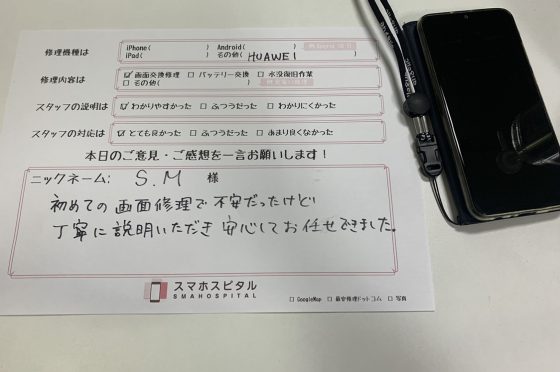 修理機種は iPhone( ) Android( )
iPad( ) その他( HUAWEI )
修理内容は ☑ 画面交換修理 □ バッテリー交換 □ 水没復旧作業
□ その他( )
スタッフの説明は ☑ わかりやすかった □ ふつうだった □ わかりにくかった
スタッフの対応は ☑ とても良かった □ ふつうだった □ あまり良くなかった
本日のご意見・ご感想を一言お願いします！
ニックネーム: S.M 様
初めての画面修理で不安だったけど
丁寧に説明いただき安心してお任せできました。
スマホスピタル
SMAHOSPITAL
□ GoogleMap □ 最安修理ドットコム □ 写真